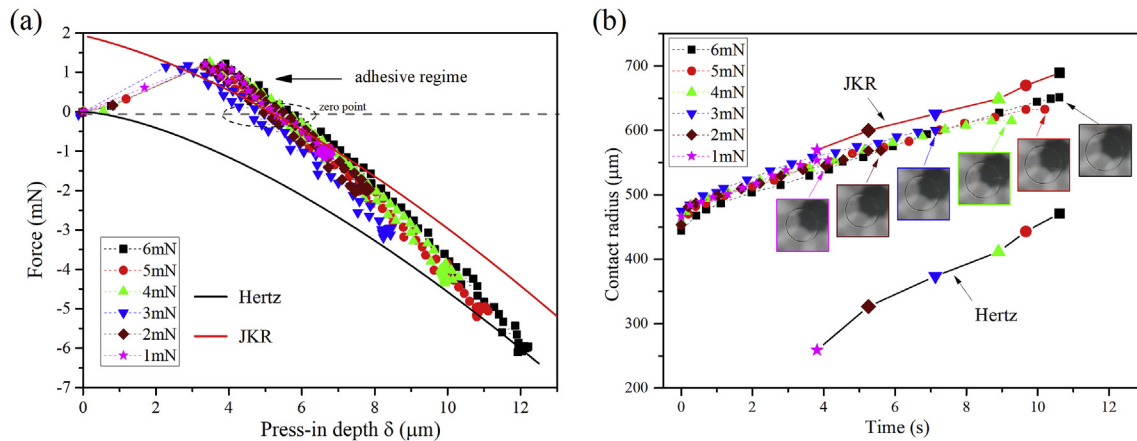 (a)
2
1
0
-1
-2
-3
-4
-5
-6
-7
Force (mN)
adhesive regime
zero point
6mN
5mN
4mN
3mN
2mN
1mN
Hertz
JKR
0 2 4 6 8 10 12
Press-in depth δ (μm)
(b)
700
600
500
400
300
200
Contact radius (μm)
6mN
5mN
4mN
3mN
2mN
1mN
JKR
Hertz
0 2 4 6 8 10 12
Time (s)